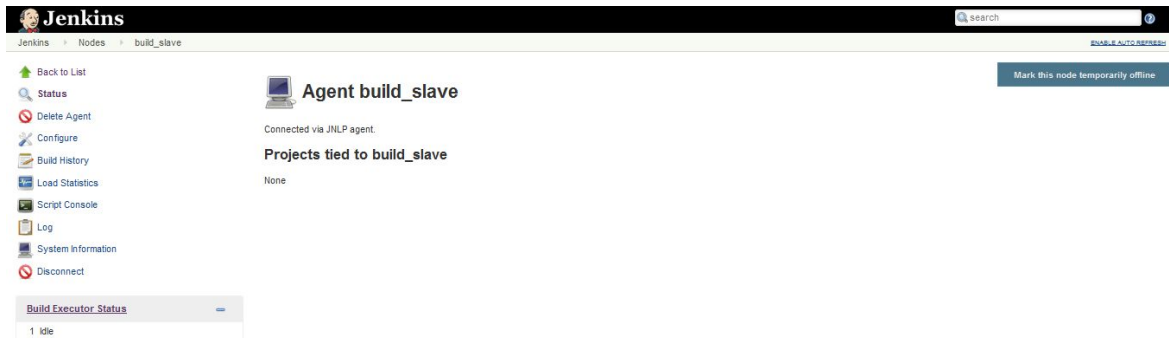 Jenkins
search
Jenkins Nodes build_slave
ENABLE AUTO REFRESH
Back to List
Status
Delete Agent
Configure
Build History
Load Statistics
Script Console
Log
System Information
Disconnect
Build Executor Status
1 Idle
Agent build_slave
Mark this node temporarily offline
Connected via JNLP agent.
Projects tied to build_slave
None